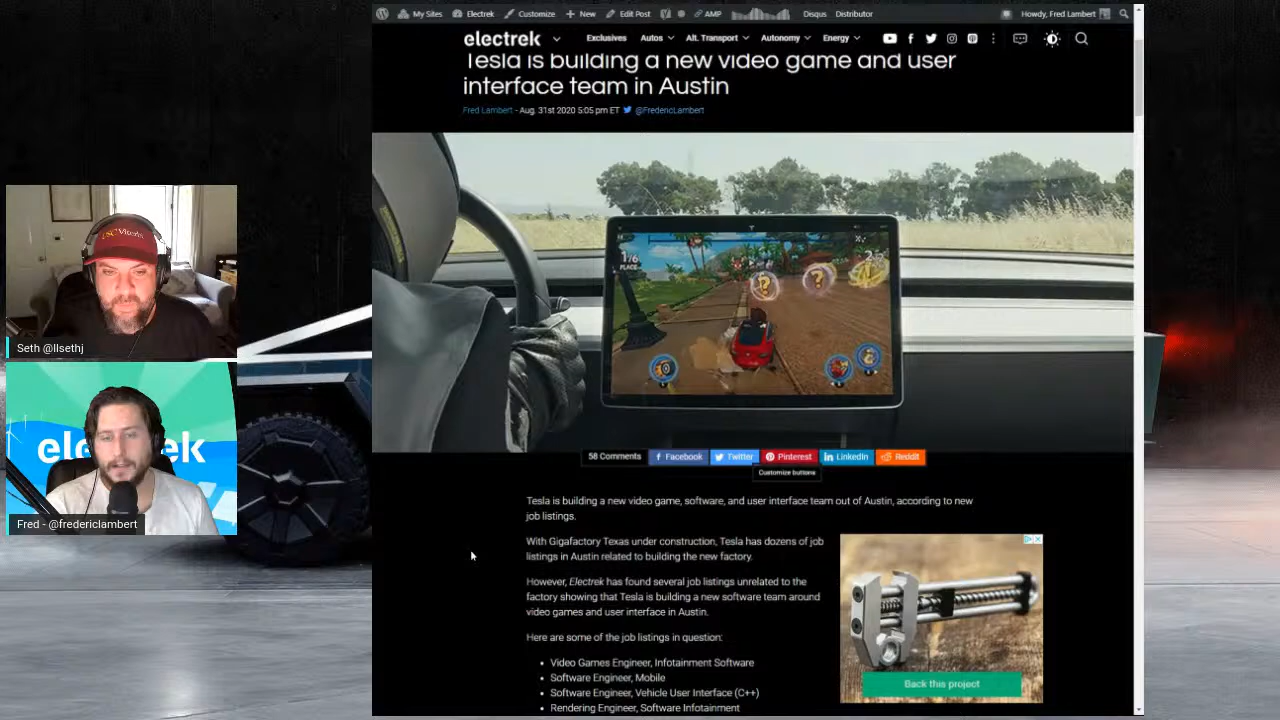 My Sites
Electrek
Customize
New
Edit Post
AMP
Disqus
Distributor
Howdy, Fred Lambert
electrek
Exclusives
Autos
Alt. Transport
Autonomy
Energy
Tesla is building a new video game and user
interface team in Austin
Fred Lambert - Aug. 31st 2020 5:05 pm ET @FredericLambert
1/6
PLACE
58 Comments
Facebook
Twitter
Pinterest
LinkedIn
Reddit
Customize buttons
Tesla is building a new video game, software, and user interface team out of Austin, according to new
job listings.
With Gigafactory Texas under construction, Tesla has dozens of job
listings in Austin related to building the new factory.
However, Electrek has found several job listings unrelated to the
factory showing that Tesla is building a new software team around
video games and user interface in Austin.
Here are some of the job listings in question:
• Video Games Engineer, Infotainment Software
• Software Engineer, Mobile
• Software Engineer, Vehicle User Interface (C++)
• Rendering Engineer, Software Infotainment
Back this project
Seth @llsethj
ele
rek
Fred - @fredericlambert